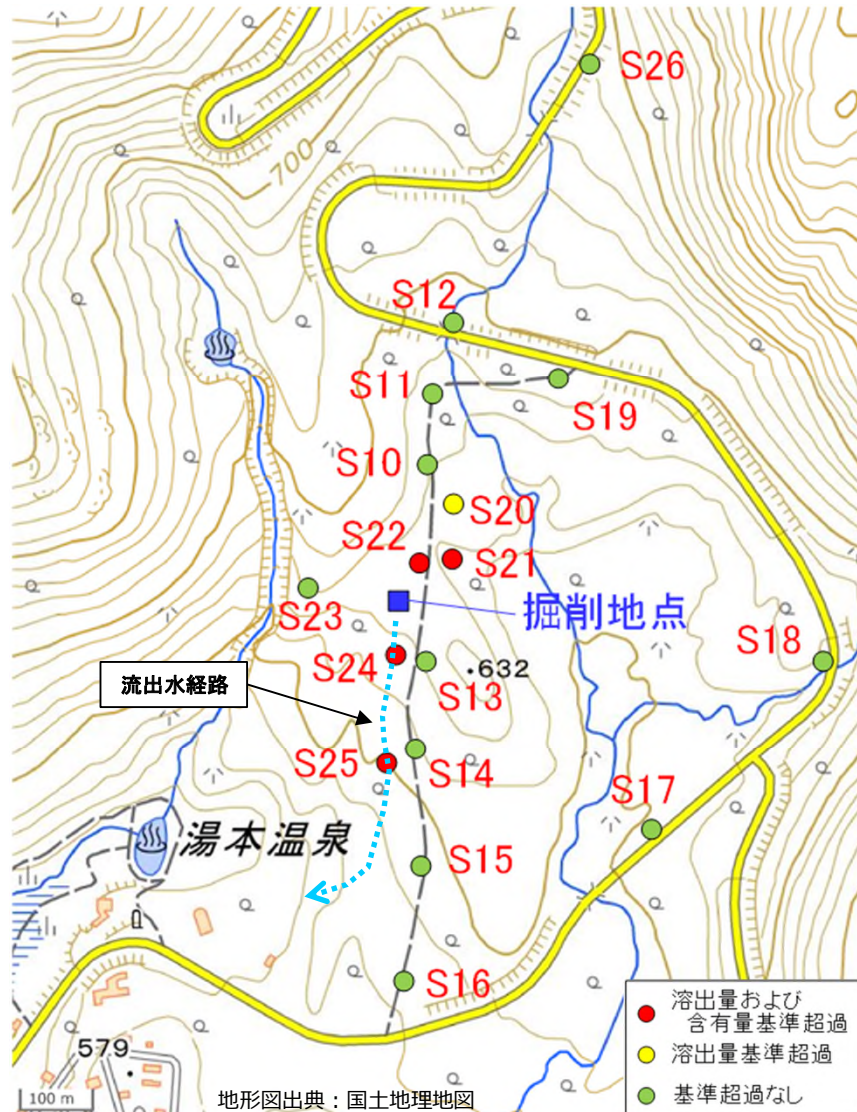 S26
700
S12
S11
S19
S10
S20
S22
S21
S23
掘削地点
S18
S24
・632
S13
流出水経路
S25
S14
S17
湯本温泉
S15
S16
溶出量および
含有量基準超過
溶出量基準超過
基準超過なし
579
100 m
地形図出典：国土地理地図